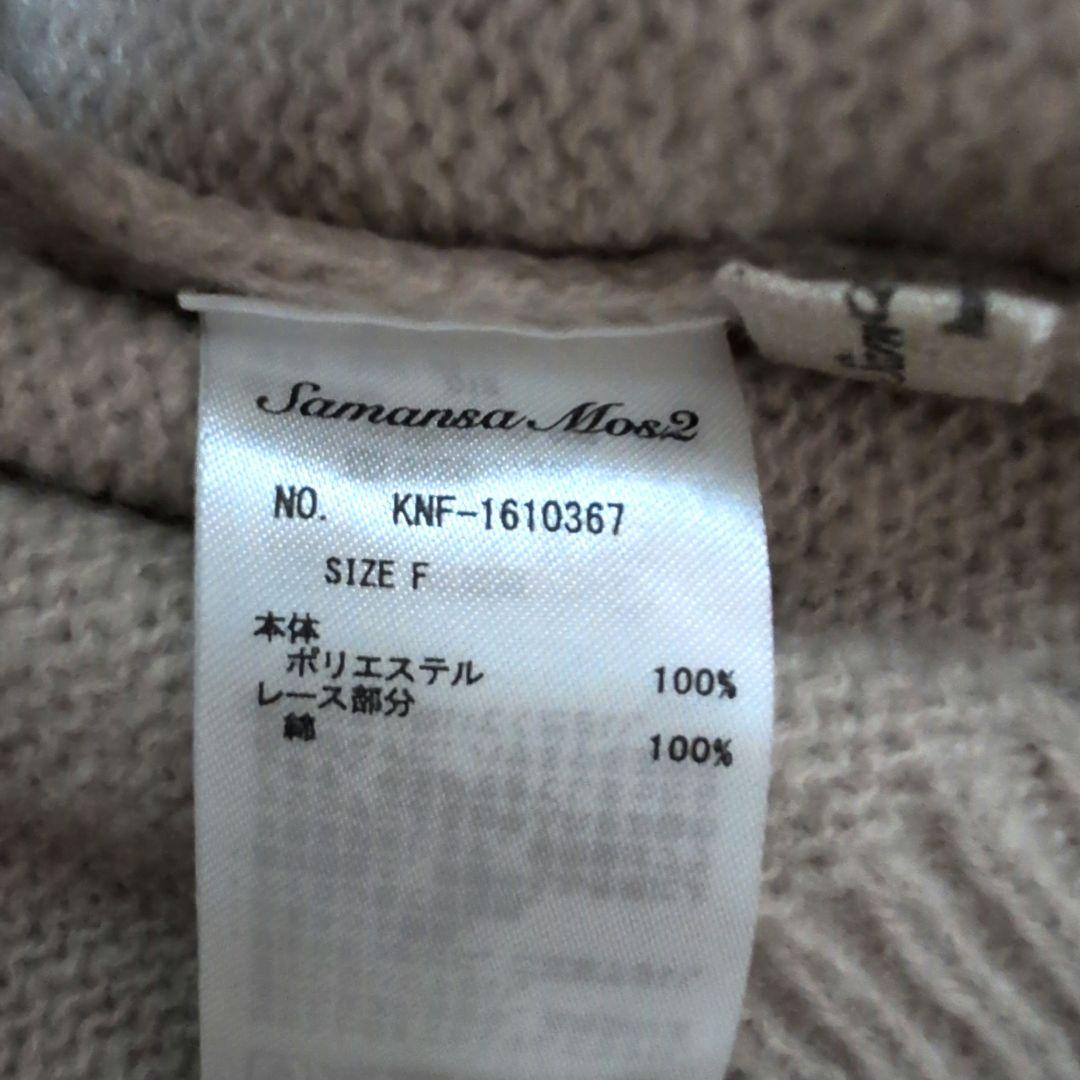 Samansa Mos2
NO. KNF-1610367
SIZE F
本体
ポリエステル 100%
レース部分
綿 100%